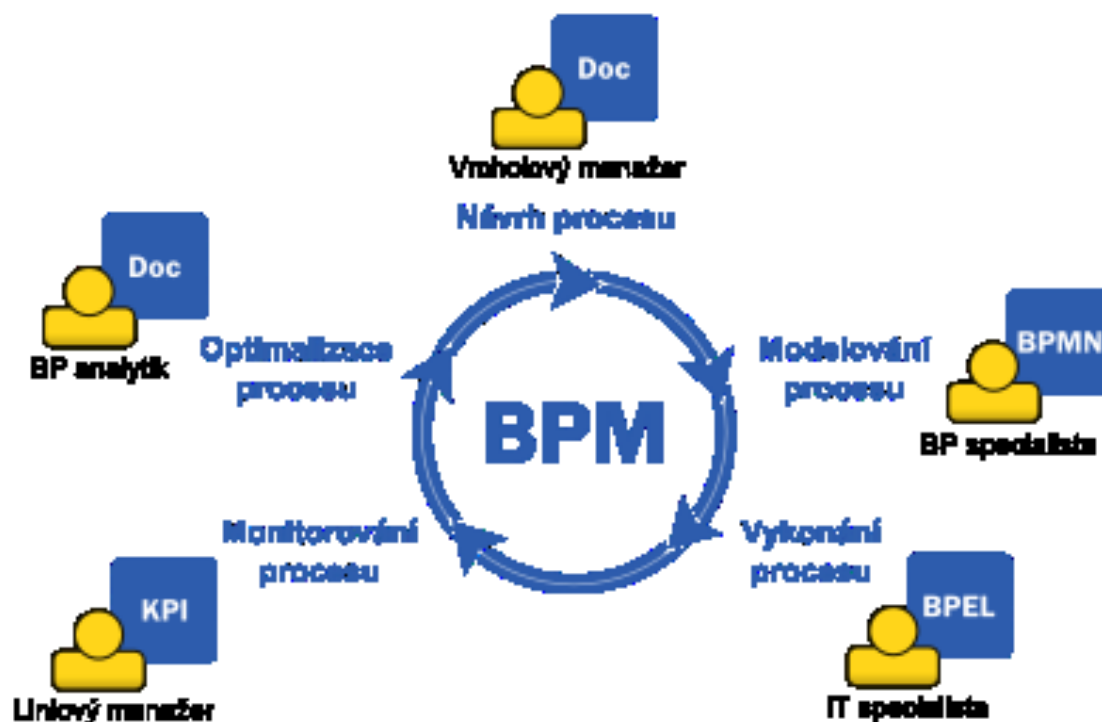 Doc
Vrcholový manažer
Návrh procesu
Doc
BP analytik
Optimalizace
procesu
Modelování
procesu
BPMN
BP specialista
BPM
Monitorování
procesu
Vykonání
procesu
KPI
Liniový manažer
BPEL
IT specialista